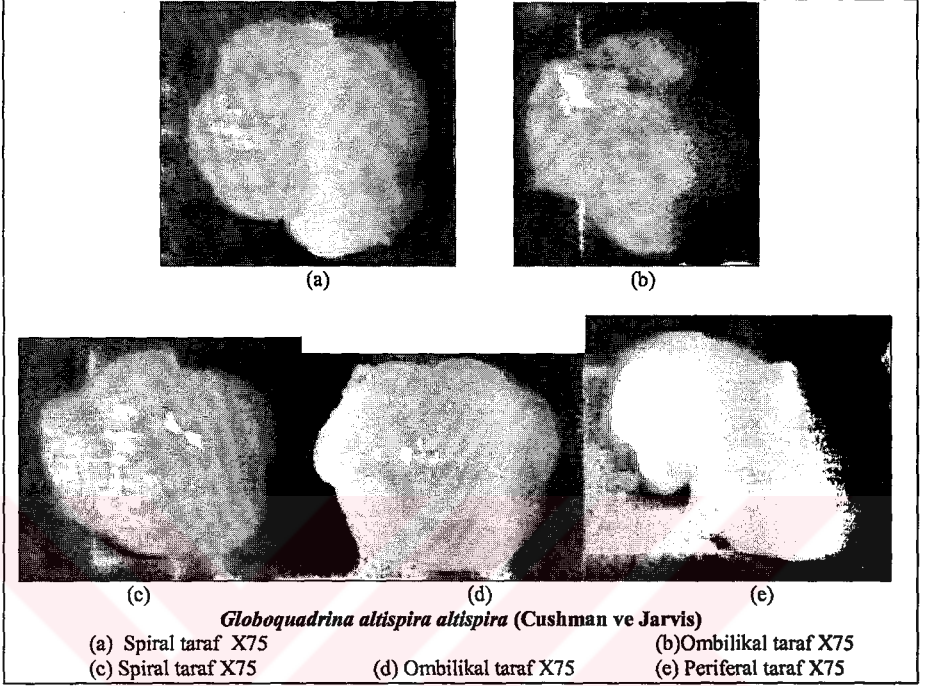 (a) (b)
(c) (d) (e)
Globoquadrina altispira altispira (Cushman ve Jarvis)
(a) Spiral taraf X75 (b)Ombilikal taraf X75
(c) Spiral taraf X75 (d) Ombilikal taraf X75 (e) Periferal taraf X75